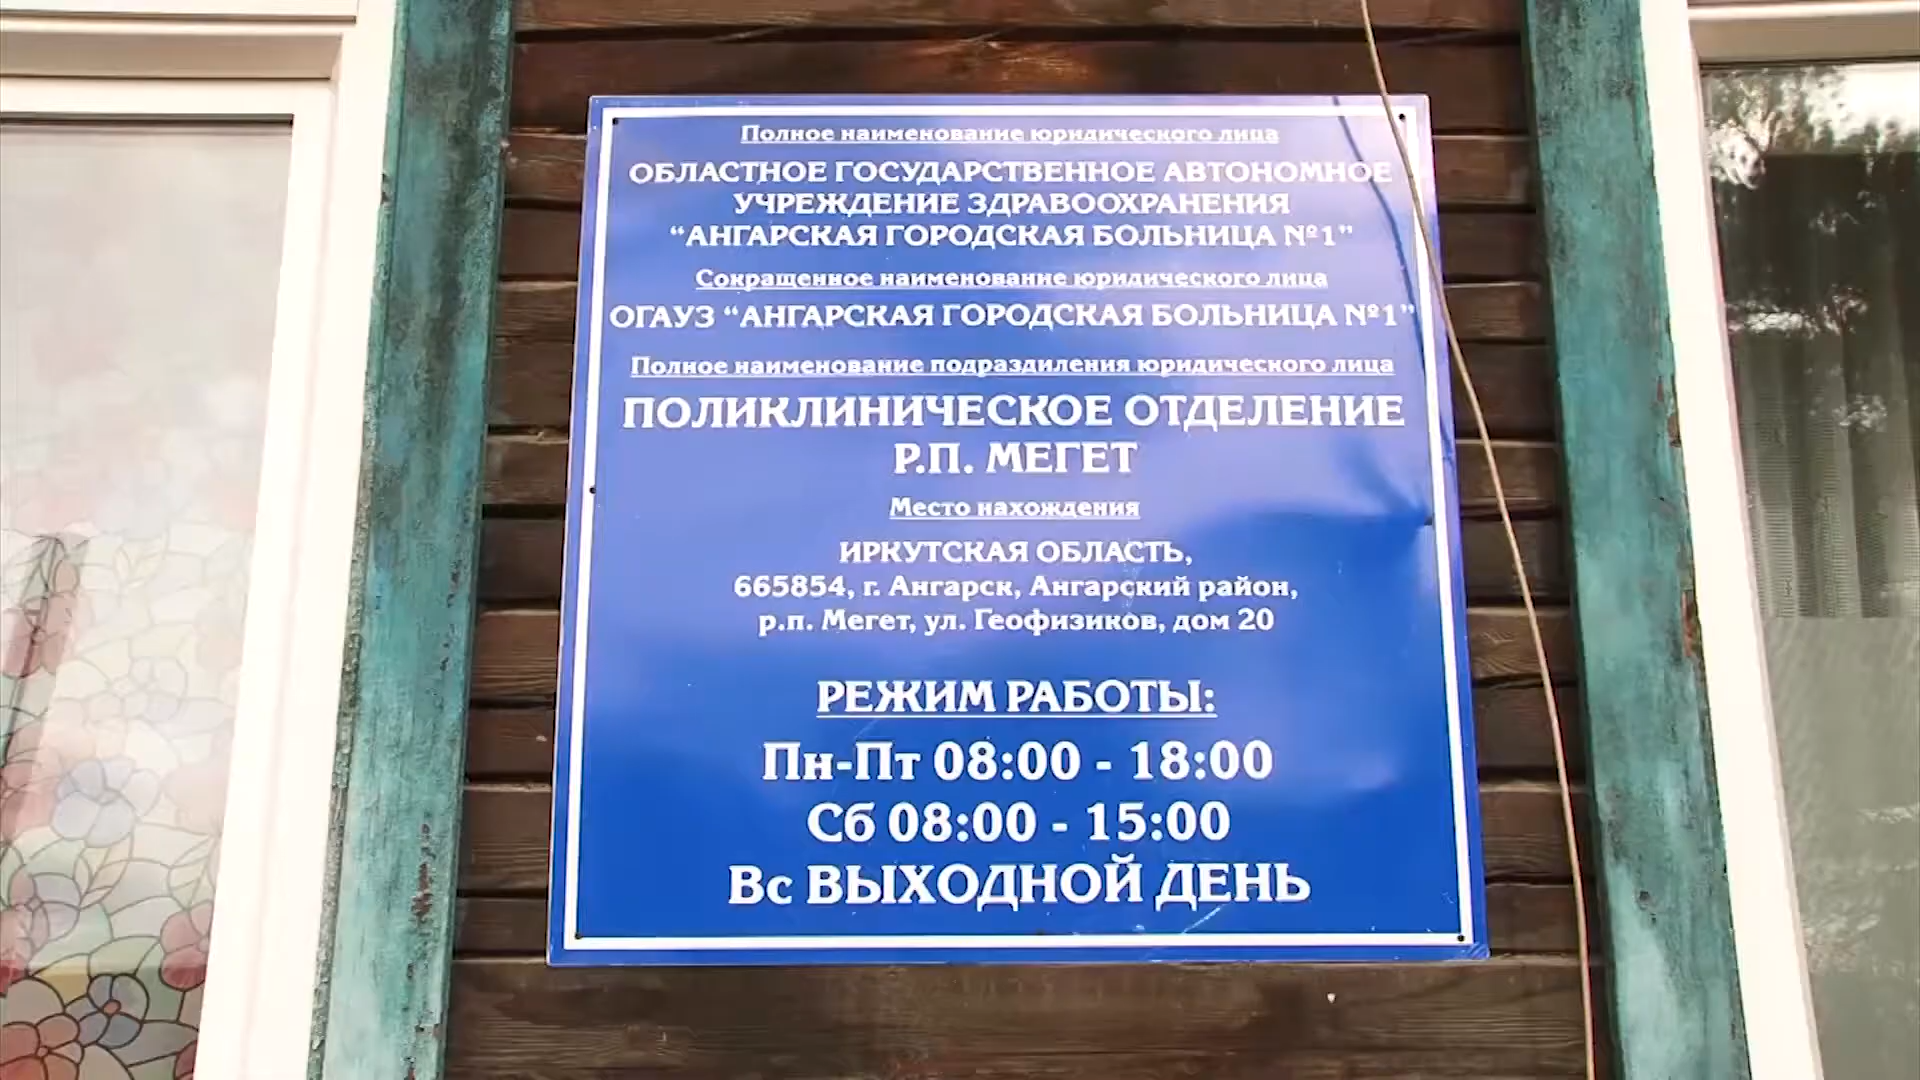 Полное наименование юридического лица
ОБЛАСТНОЕ ГОСУДАРСТВЕННОЕ АВТОНОМНОЕ
УЧРЕЖДЕНИЕ ЗДРАВООХРАНЕНИЯ
“АНГАРСКАЯ ГОРОДСКАЯ БОЛЬНИЦА №1”
Сокращенное наименование юридического лица
ОГАУЗ “АНГАРСКАЯ ГОРОДСКАЯ БОЛЬНИЦА №1”
Полное наименование подраздиления юридического лица
ПОЛИКЛИНИЧЕСКОЕ ОТДЕЛЕНИЕ
Р.П. МЕГЕТ
Место нахождения
ИРКУТСКАЯ ОБЛАСТЬ,
665854, г. Ангарск, Ангарский район,
р.п. Мегет, ул. Геофизиков, дом 20
РЕЖИМ РАБОТЫ:
Пн-Пт 08:00 - 18:00
Сб 08:00 - 15:00
Вс ВЫХОДНОЙ ДЕНЬ